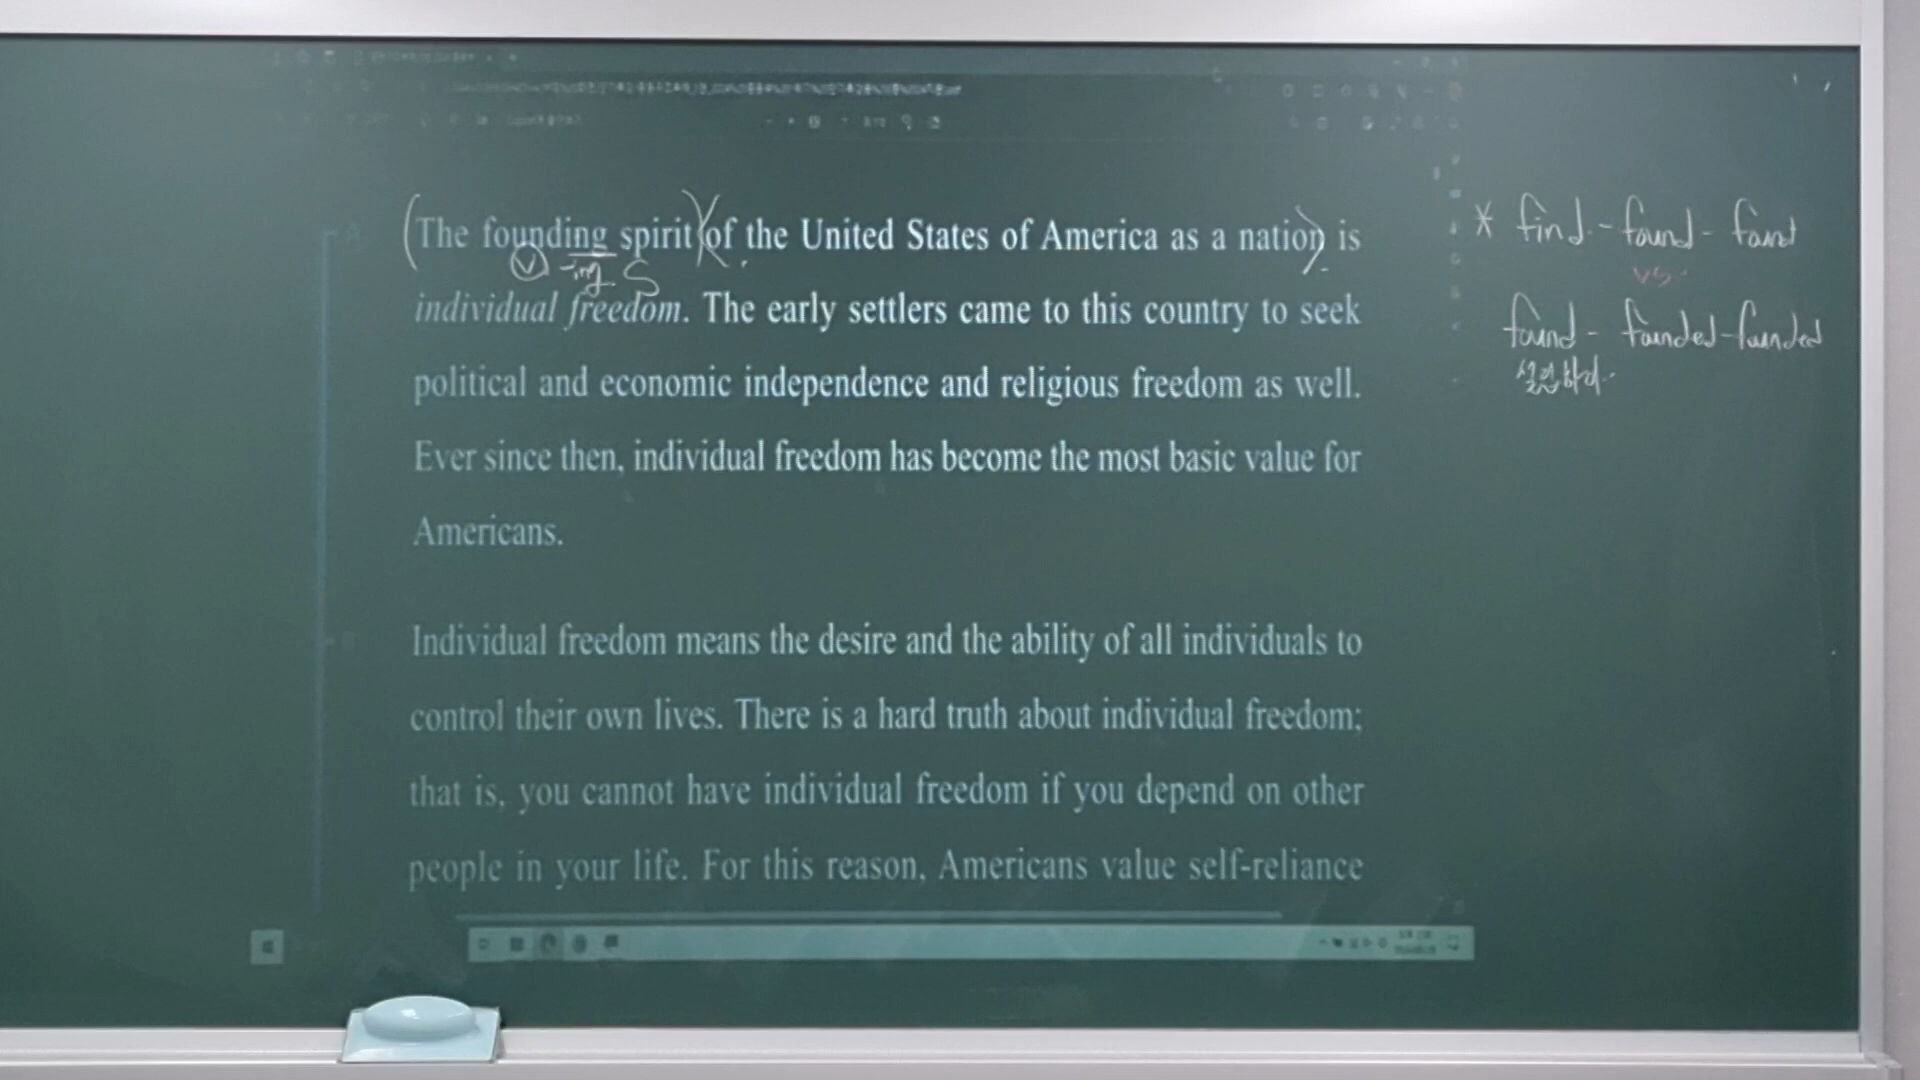 (The founding spirit)(of the United States of America as a nation) is
V -ing S
individual freedom. The early settlers came to this country to seek
political and economic independence and religious freedom as well.
Ever since then, individual freedom has become the most basic value for
Americans.
Individual freedom means the desire and the ability of all individuals to
control their own lives. There is a hard truth about individual freedom;
that is, you cannot have individual freedom if you depend on other
people in your life. For this reason, Americans value self-reliance
* find - found - found
vs.
found - founded - founded
설립하다.